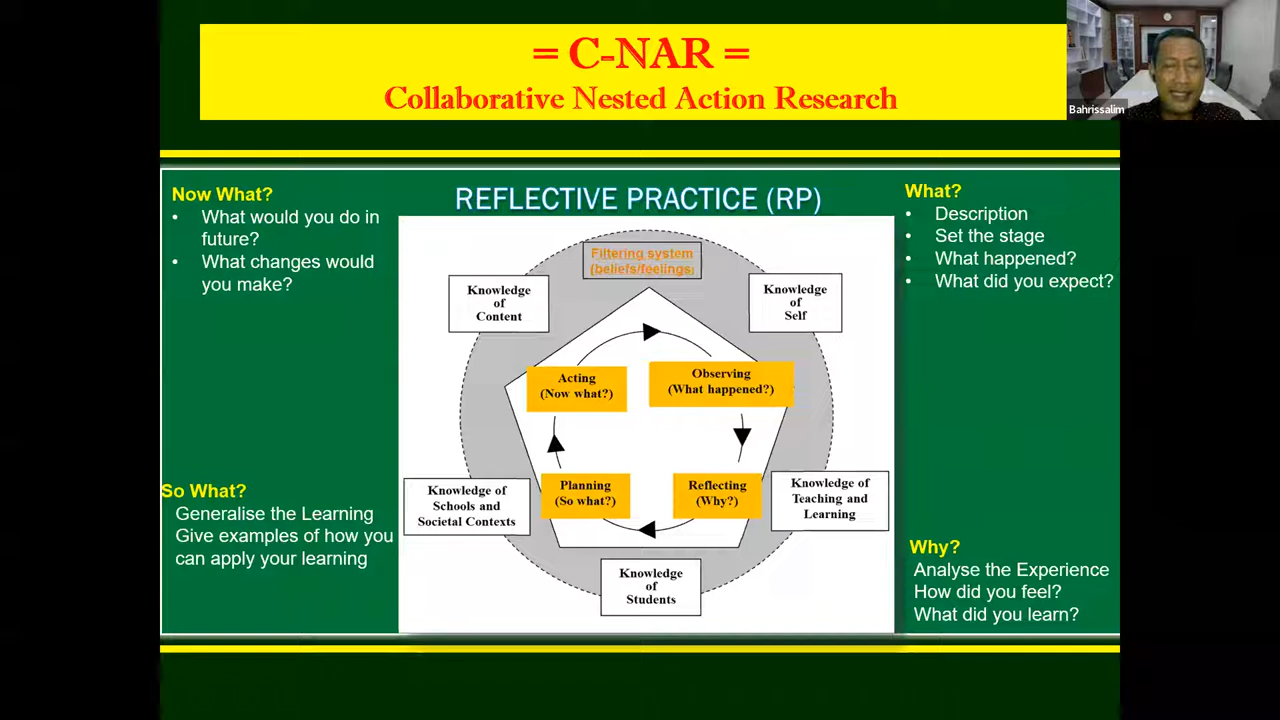 = C-NAR =
Collaborative Nested Action Research
Bahrissalim
REFLECTIVE PRACTICE (RP)
Now What?
• What would you do in
future?
• What changes would
you make?
So What?
Generalise the Learning
Give examples of how you
can apply your learning
Filtering system
(beliefs/feelings)
Knowledge
of
Content
Knowledge
of
Self
Acting
(Now what?)
Observing
(What happened?)
Planning
(So what?)
Reflecting
(Why?)
Knowledge of
Schools and
Societal Contexts
Knowledge of
Teaching and
Learning
Knowledge
of
Students
What?
• Description
• Set the stage
• What happened?
• What did you expect?
Why?
Analyse the Experience
How did you feel?
What did you learn?